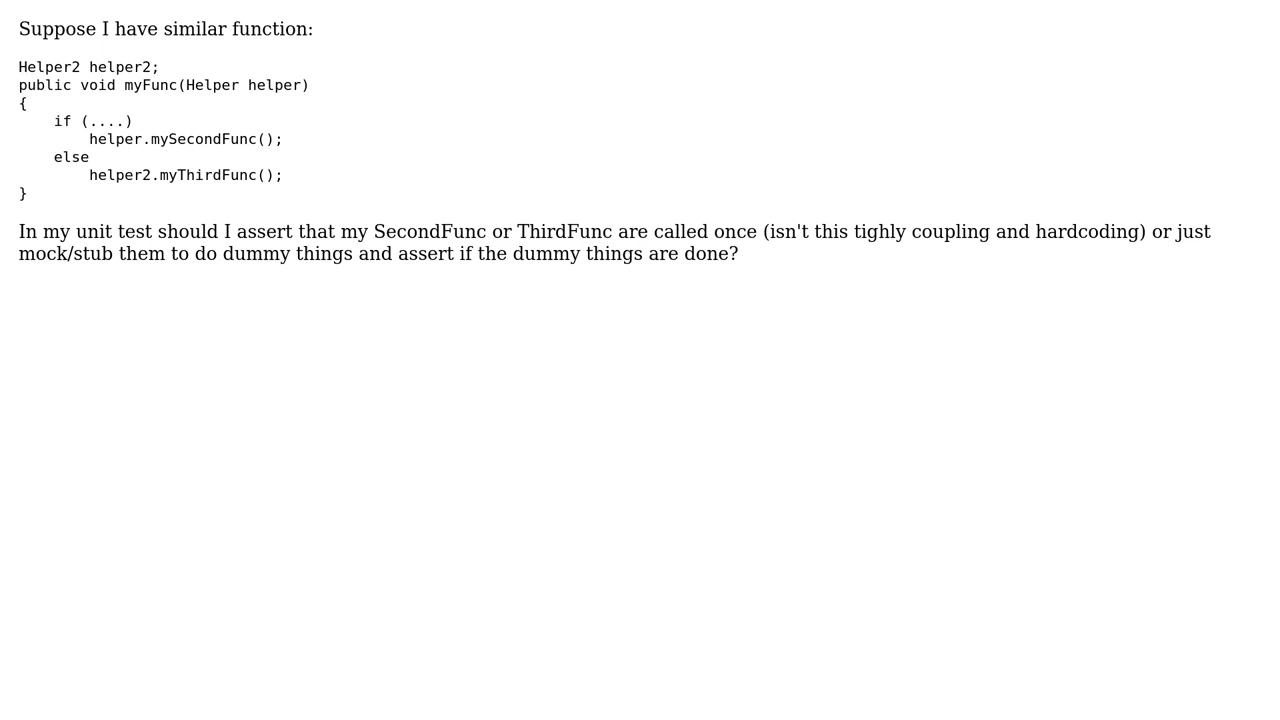 Suppose I have similar function:
Helper2 helper2;
public void myFunc(Helper helper)
{
    if (....)
        helper.mySecondFunc();
    else
        helper2.myThirdFunc();
}
In my unit test should I assert that my SecondFunc or ThirdFunc are called once (isn't this tighly coupling and hardcoding) or just
mock/stub them to do dummy things and assert if the dummy things are done?